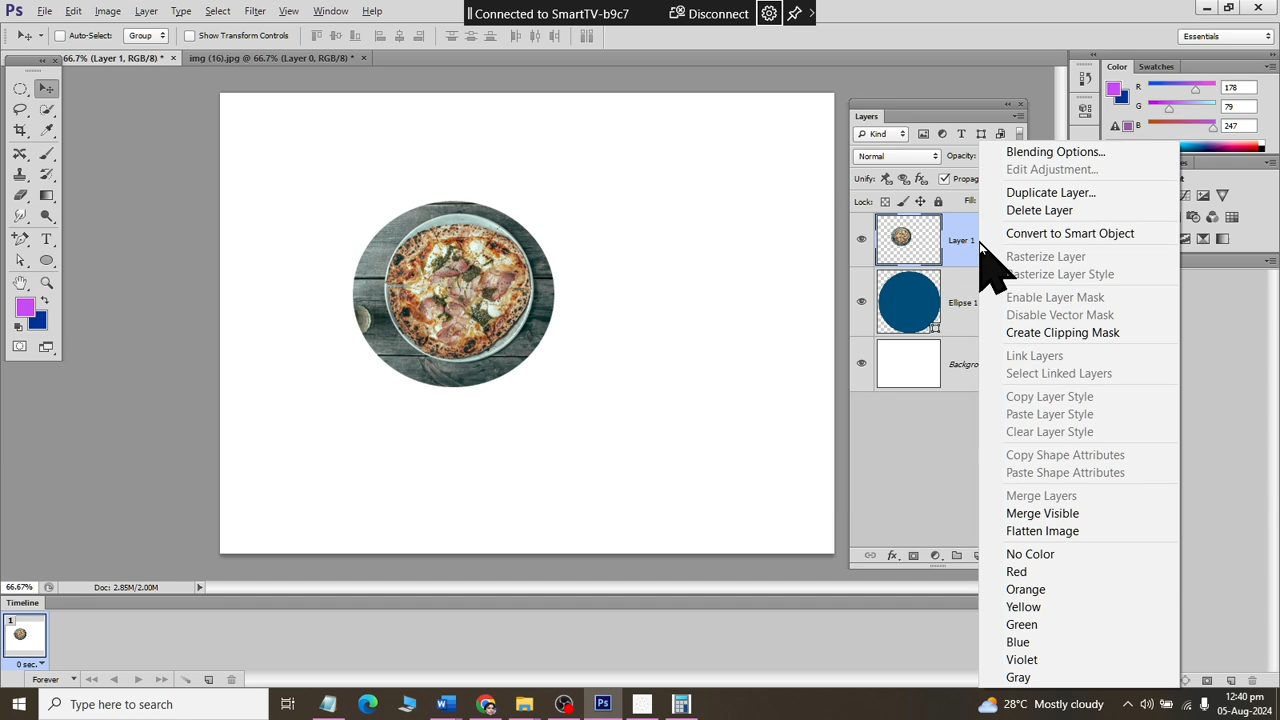 Ps File Edit Image Layer Type Select Filter View Window Help
Connected to SmartTV-b9c7 Disconnect
Auto-Select: Group Show Transform Controls Essentials
66.7% (Layer 1, RGB/8) * × img (16).jpg @ 66.7% (Layer 0, RGB/8) * ×
Color Swatches
R 178
G 79
B 247
Layers
Kind
Normal Opacity:
Unify: Propag
Lock: Fill:
Layer 1
Ellipse 1
Backgro
Blending Options...
Edit Adjustment...
Duplicate Layer...
Delete Layer
Convert to Smart Object
Rasterize Layer
Rasterize Layer Style
Enable Layer Mask
Disable Vector Mask
Create Clipping Mask
Link Layers
Select Linked Layers
Copy Layer Style
Paste Layer Style
Clear Layer Style
Copy Shape Attributes
Paste Shape Attributes
Merge Layers
Merge Visible
Flatten Image
No Color
Red
Orange
Yellow
Green
Blue
Violet
Gray
66.67% Doc: 2.85M/2.00M
Timeline
1
0 sec.
Forever
Type here to search
28°C Mostly cloudy
12:40 pm
05-Aug-2024